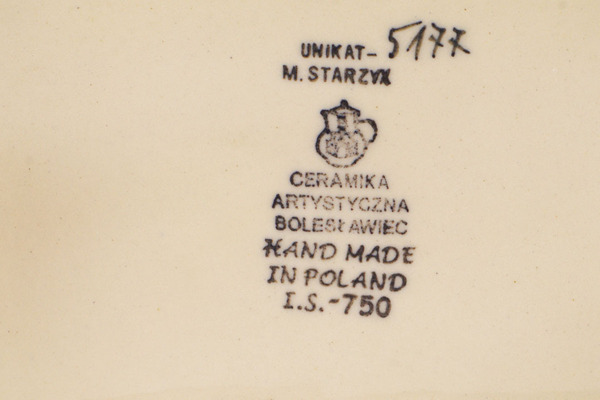 UNIKAT- 5177
M. STARZYK
CERAMIKA
ARTYSTYCZNA
BOLESŁAWIEC
HAND MADE
IN POLAND
I.S.-750